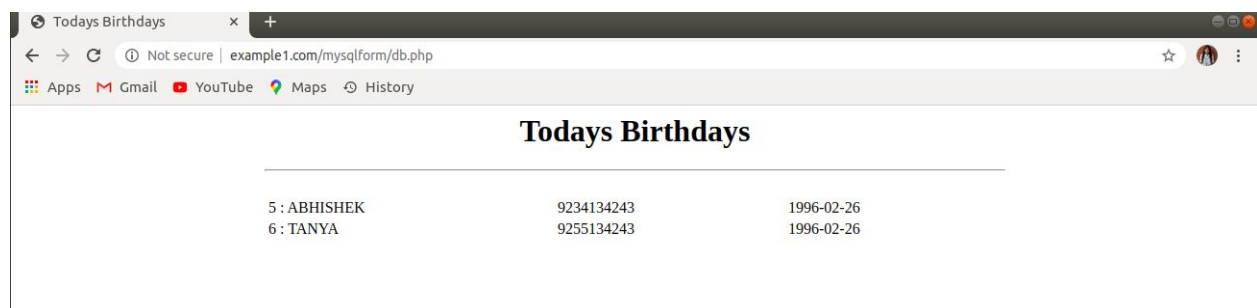 Todays Birthdays × +
Not secure | example1.com/mysqlform/db.php
Apps Gmail YouTube Maps History
Todays Birthdays
5 : ABHISHEK 9234134243 1996-02-26
6 : TANYA 9255134243 1996-02-26